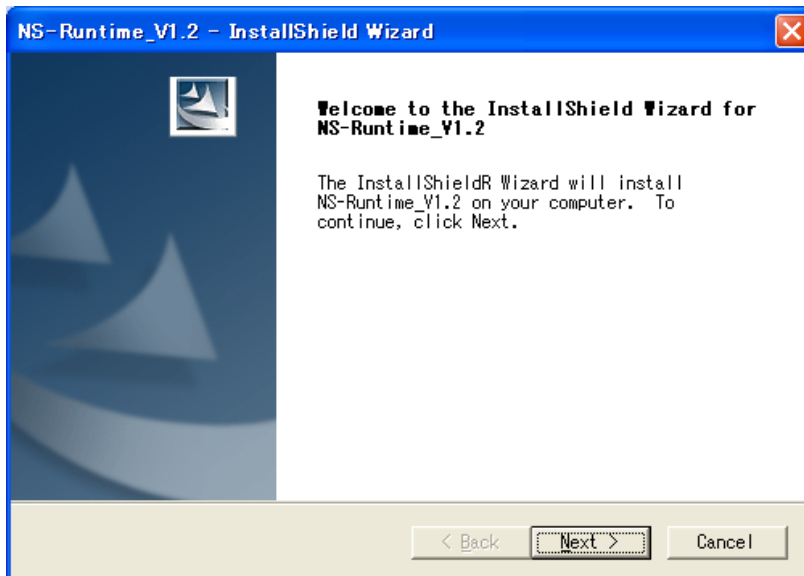 NS-Runtime_V1.2 - InstallShield Wizard
Welcome to the InstallShield Wizard for
NS-Runtime_V1.2
The InstallShieldR Wizard will install
NS-Runtime_V1.2 on your computer.  To
continue, click Next.
< Back
Next >
Cancel